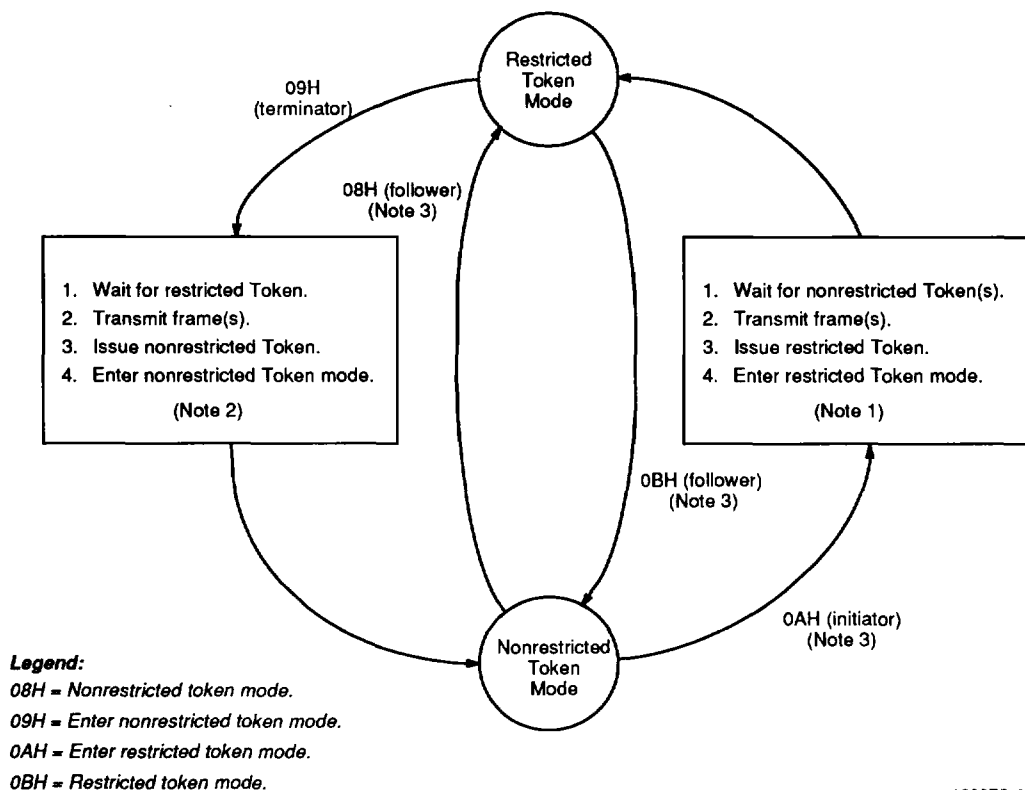 Restricted
Token
Mode
09H
(terminator)
08H (follower)
(Note 3)
1. Wait for restricted Token.
2. Transmit frame(s).
3. Issue nonrestricted Token.
4. Enter nonrestricted Token mode.
(Note 2)
1. Wait for nonrestricted Token(s).
2. Transmit frame(s).
3. Issue restricted Token.
4. Enter restricted Token mode.
(Note 1)
0BH (follower)
(Note 3)
0AH (initiator)
(Note 3)
Nonrestricted
Token
Mode
Legend:
08H = Nonrestricted token mode.
09H = Enter nonrestricted token mode.
0AH = Enter restricted token mode.
0BH = Restricted token mode.